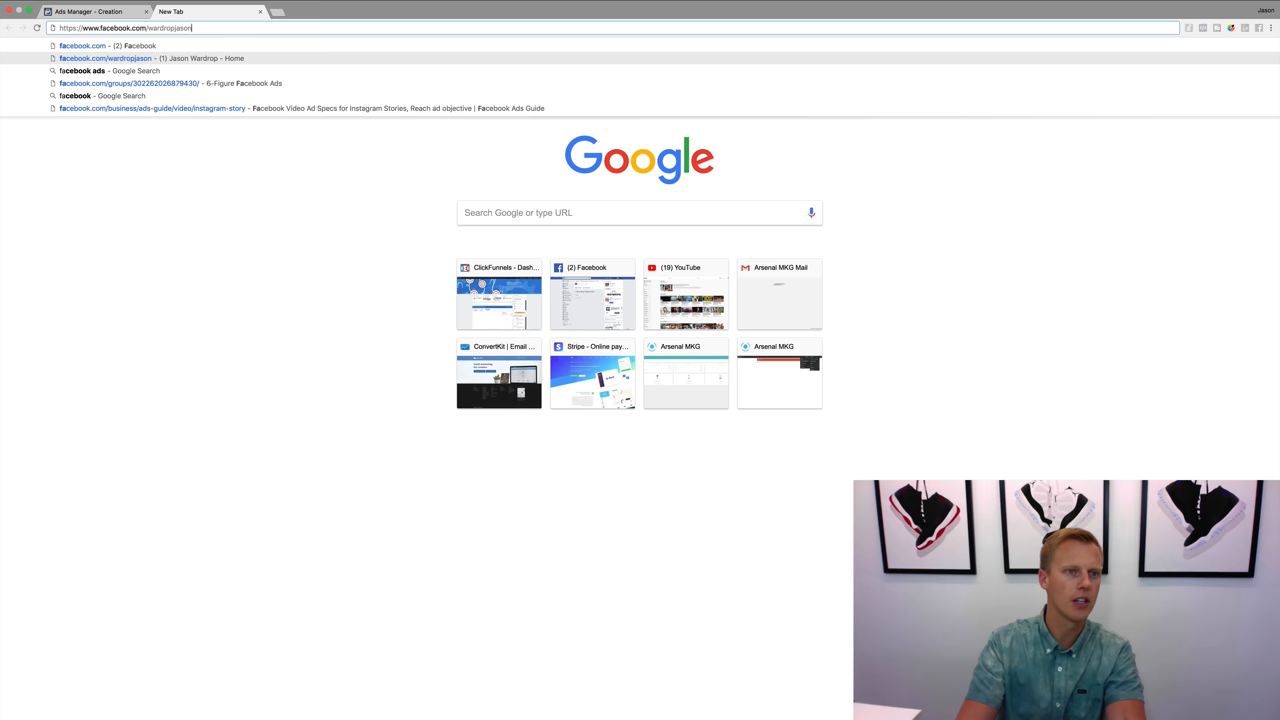 Ads Manager - Creation
New Tab
Jason
https://www.facebook.com/wardropjason
facebook.com - (2) Facebook
facebook.com/wardropjason - (1) Jason Wardrop - Home
facebook ads - Google Search
facebook.com/groups/302262026879430/ - 6-Figure Facebook Ads
facebook - Google Search
facebook.com/business/ads-guide/video/instagram-story - Facebook Video Ad Specs for Instagram Stories, Reach ad objective | Facebook Ads Guide
Google
Search Google or type URL
ClickFunnels - Dash...
(2) Facebook
(19) YouTube
Arsenal MKG Mail
ConvertKit | Email ...
Stripe - Online pay...
Arsenal MKG
Arsenal MKG